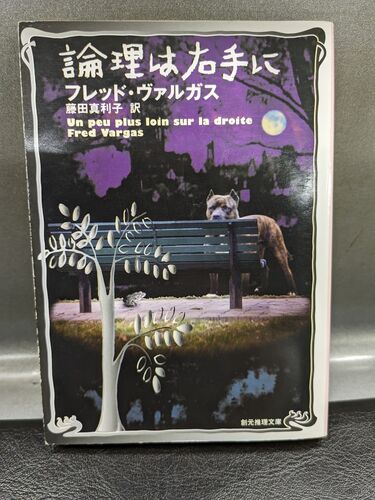 論理は右手に
フレッド・ヴァルガス
藤田真利子 訳
Un peu plus loin sur la droite
Fred Vargas
創元推理文庫